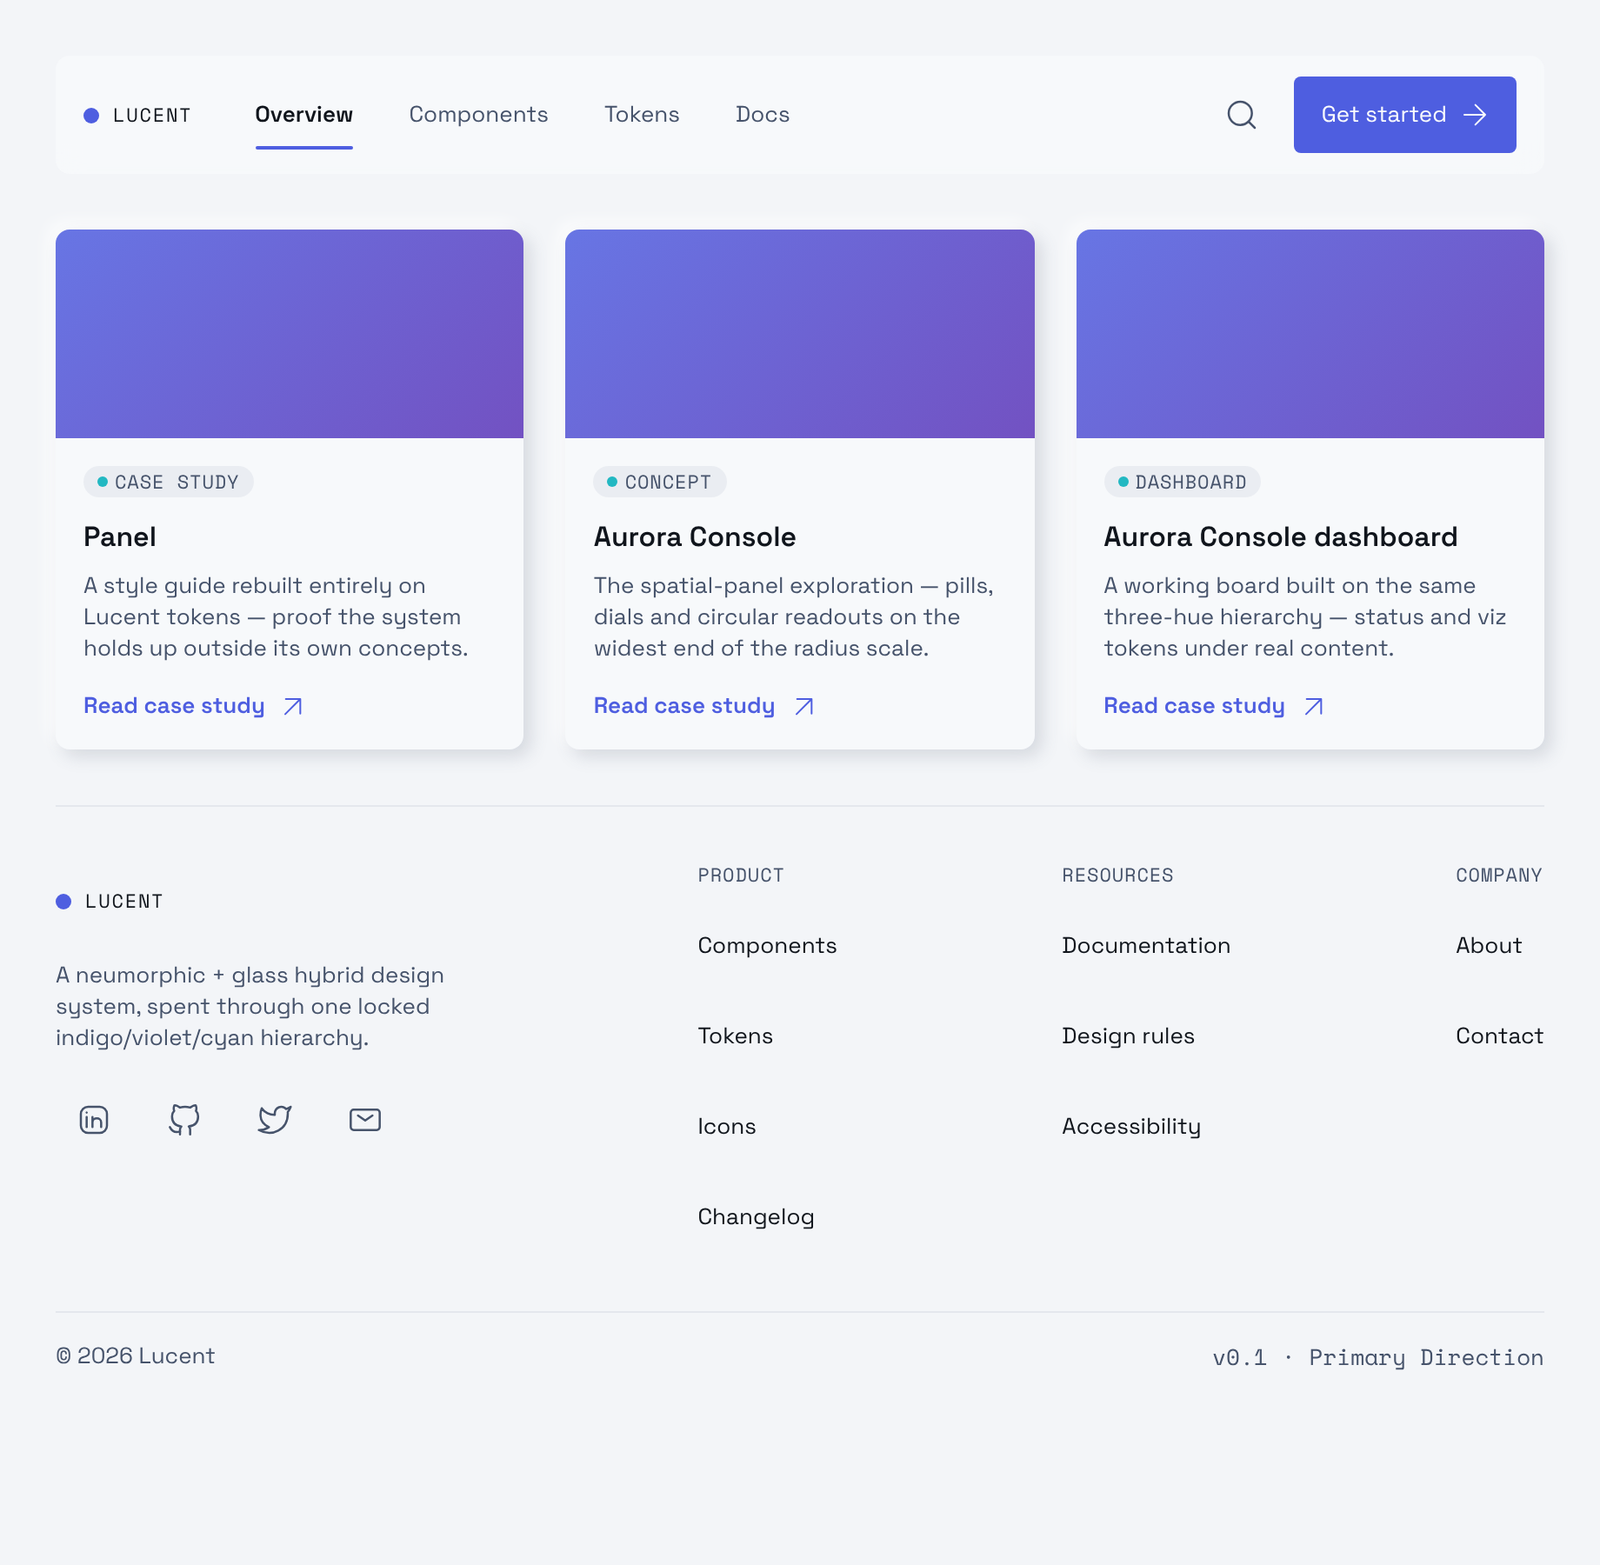 LUCENT
Overview
Components
Tokens
Docs
Get started
CASE STUDY
Panel
A style guide rebuilt entirely on
Lucent tokens — proof the system
holds up outside its own concepts.
Read case study
CONCEPT
Aurora Console
The spatial-panel exploration — pills,
dials and circular readouts on the
widest end of the radius scale.
Read case study
DASHBOARD
Aurora Console dashboard
A working board built on the same
three-hue hierarchy — status and viz
tokens under real content.
Read case study
LUCENT
A neumorphic + glass hybrid design
system, spent through one locked
indigo/violet/cyan hierarchy.
in
PRODUCT
Components
Tokens
Icons
Changelog
RESOURCES
Documentation
Design rules
Accessibility
COMPANY
About
Contact
© 2026 Lucent
v0.1 · Primary Direction